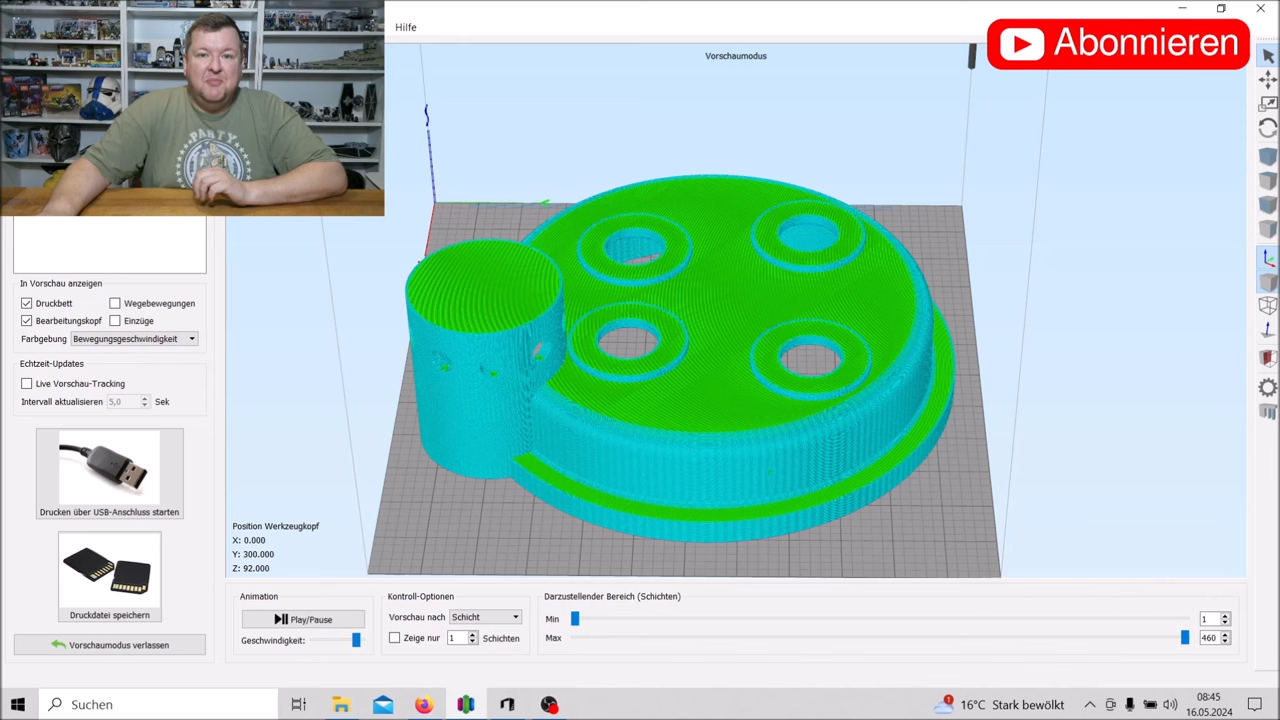 Hilfe
Abonnieren
Vorschaumodus
PARTY
In Vorschau anzeigen
Druckbett
Wegebewegungen
Bearbeitungskopf
Einzüge
Farbgebung
Bewegungsgeschwindigkeit
Echtzeit-Updates
Live Vorschau-Tracking
Intervall aktualisieren 5,0 Sek
Drucken über USB-Anschluss starten
Druckdatei speichern
Vorschaumodus verlassen
Position Werkzeugkopf
X: 0.000
Y: 300.000
Z: 92.000
Animation
Play/Pause
Geschwindigkeit:
Kontroll-Optionen
Vorschau nach Schicht
Zeige nur 1 Schichten
Darzustellender Bereich (Schichten)
Min 1
Max 460
Suchen
1
16°C Stark bewölkt
08:45
16.05.2024